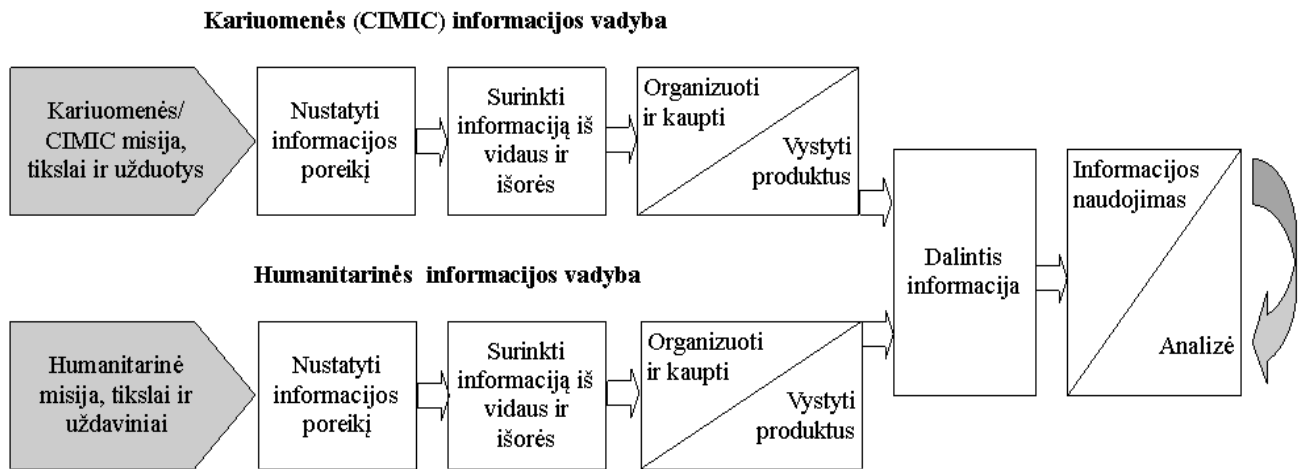 Kariuomenės (CIMIC) informacijos vadyba
Kariuomenės/
CIMIC misija,
tikslai ir užduotys
Nustatyti
informacijos
poreikį
Surinkti
informaciją iš
vidaus ir
išorės
Organizuoti
ir kaupti
Vystyti
produktus
Humanitarinės informacijos vadyba
Humanitarinė
misija, tikslai ir
uždaviniai
Nustatyti
informacijos
poreikį
Surinkti
informaciją iš
vidaus ir
išorės
Organizuoti
ir kaupti
Vystyti
produktus
Dalintis
informacija
Informacijos
naudojimas
Analizė